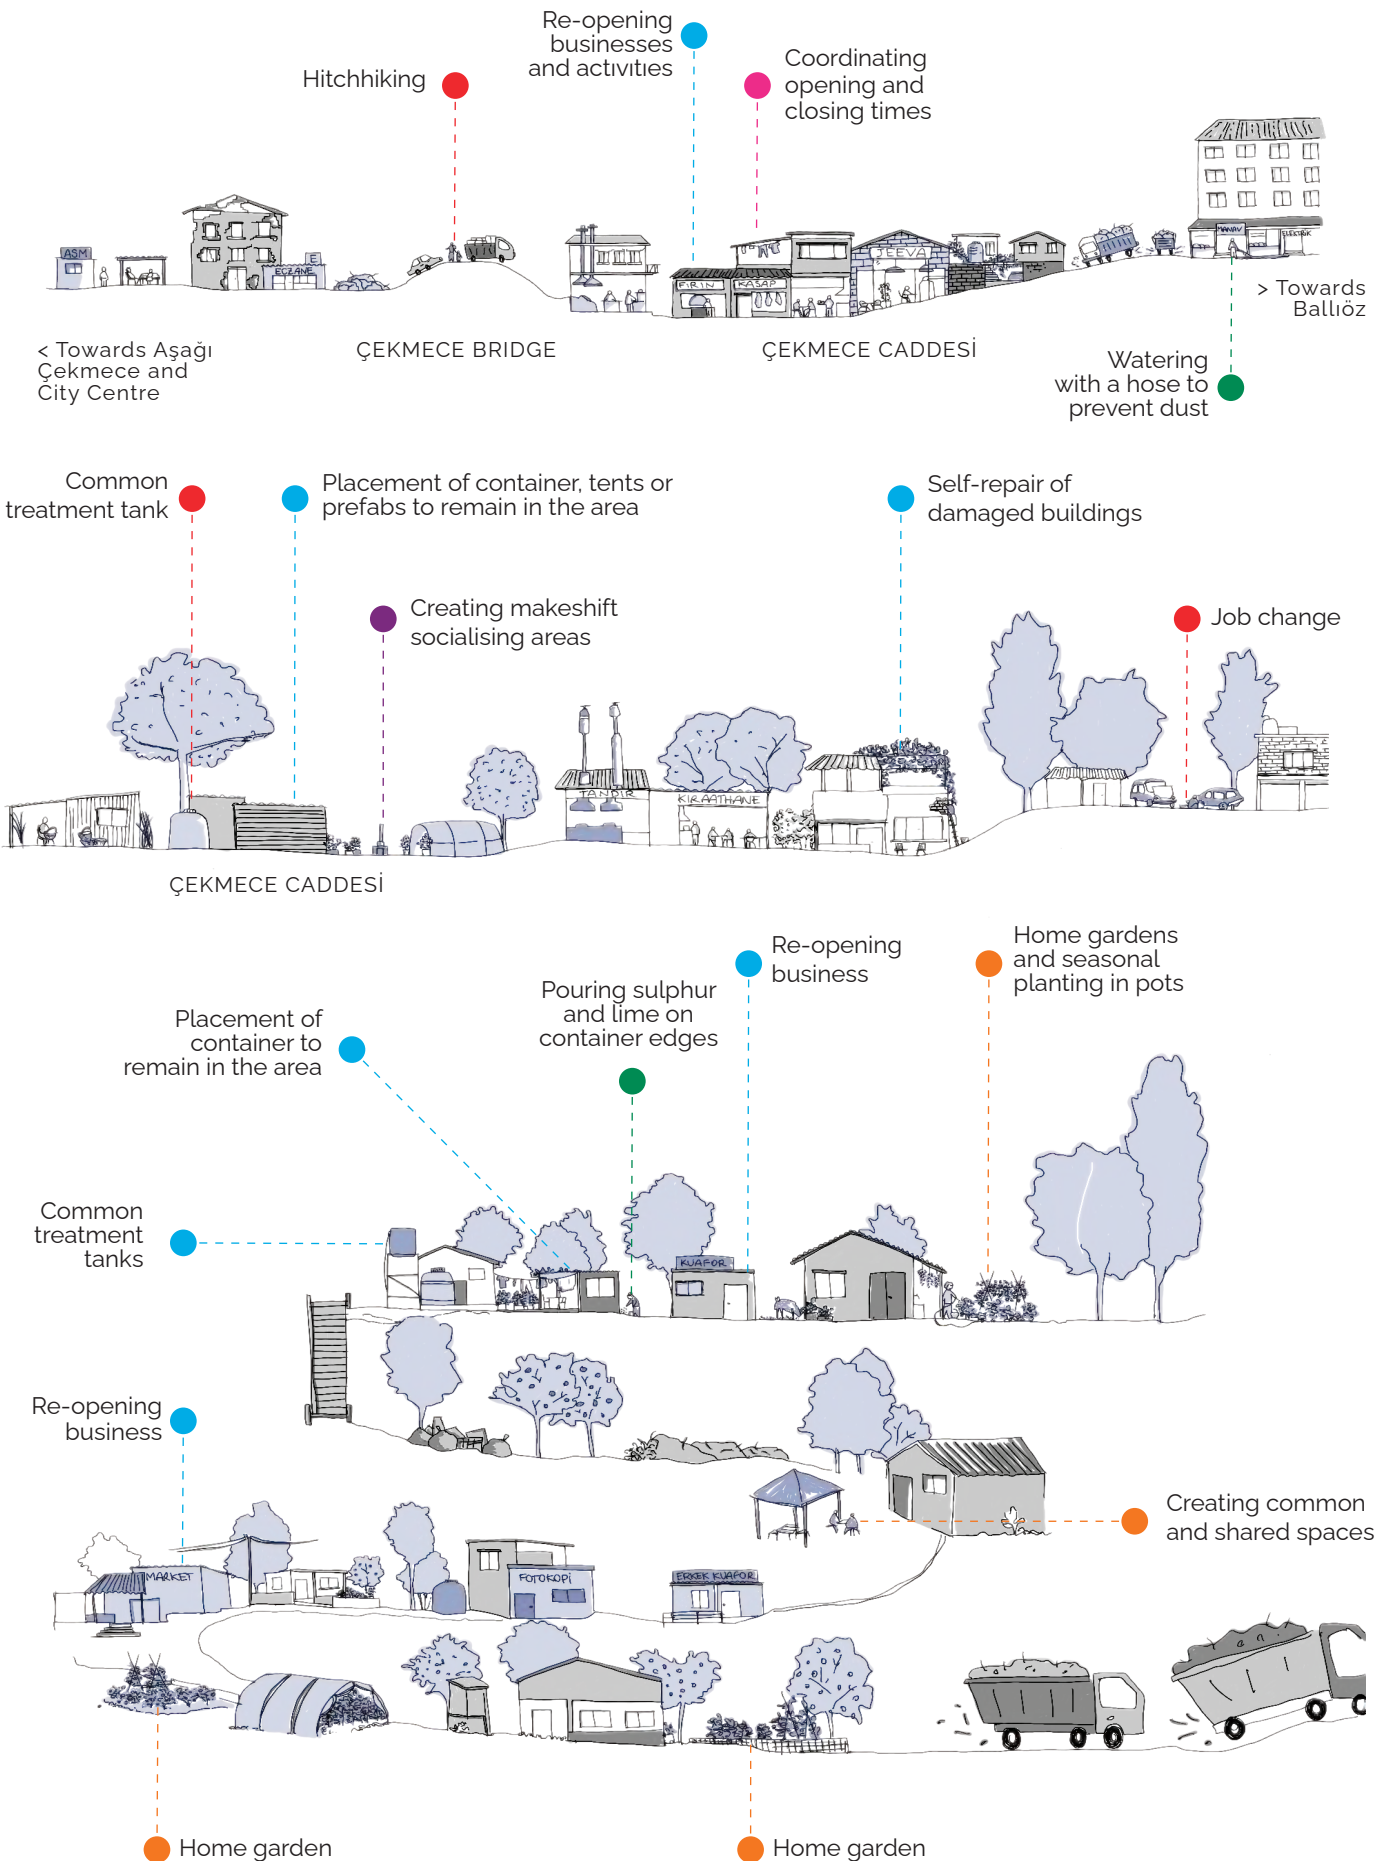 Re-opening
businesses
and activities
Hitchhiking
Coordinating
opening and
closing times
ASM
E
ECZANE
FIRIN
KASAP
JEEVA
MANAV
ELEKTRİK
> Towards
Ballıöz
< Towards Aşağı
Çekmece and
City Centre
ÇEKMECE BRIDGE
ÇEKMECE CADDESİ
Watering
with a hose to
prevent dust
Common
treatment tank
Placement of container, tents or
prefabs to remain in the area
Self-repair of
damaged buildings
Creating makeshift
socialising areas
Job change
TANDIR
KIRAATHANE
ÇEKMECE CADDESİ
Home gardens
and seasonal
planting in pots
Re-opening
business
Pouring sulphur
and lime on
container edges
Placement of
container to
remain in the area
Common
treatment
tanks
KUAFOR
Re-opening
business
Creating common
and shared spaces
MARKET
FOTOKOPİ
ERKEK KUAFOR
Home garden
Home garden